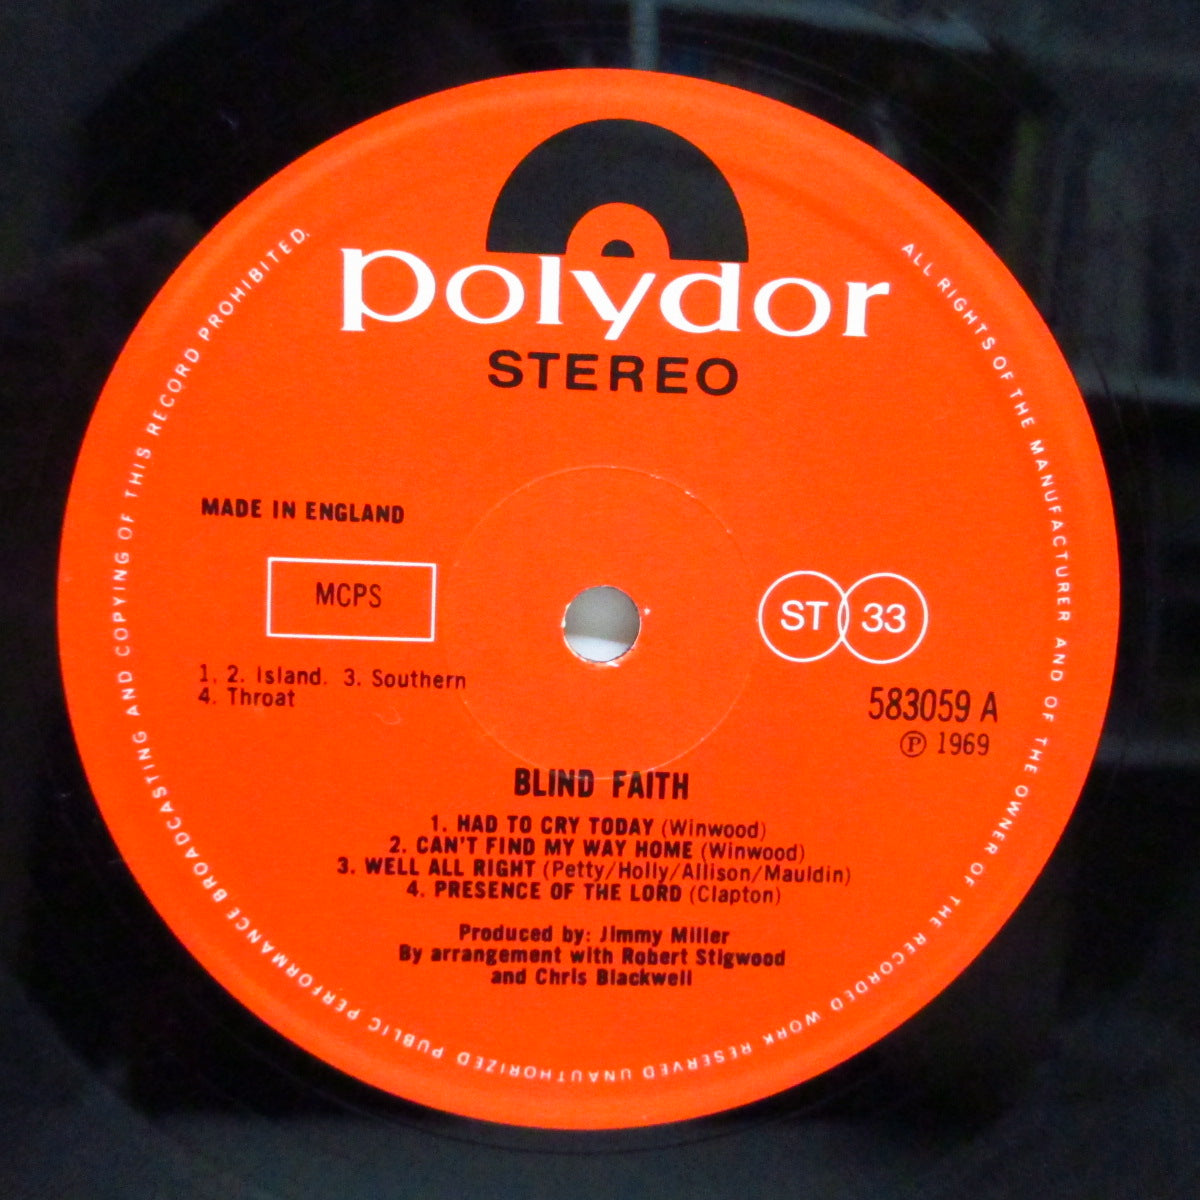 polydor
STEREO
ALL RIGHTS OF THE MANUFACTURER AND OF THE OWNER OF THE RECORDED WORK RESERVED UNAUTHORIZED PUBLIC PERFORMANCE BROADCASTING AND COPYING OF THIS RECORD PROHIBITED.
MADE IN ENGLAND
MCPS
ST 33
1. 2. Island. 3. Southern
4. Throat
583059 A
℗ 1969
BLIND FAITH
1. HAD TO CRY TODAY (Winwood)
2. CAN'T FIND MY WAY HOME (Winwood)
3. WELL ALL RIGHT (Petty/Holly/Allison/Mauldin)
4. PRESENCE OF THE LORD (Clapton)
Produced by: Jimmy Miller
By arrangement with Robert Stigwood
and Chris Blackwell